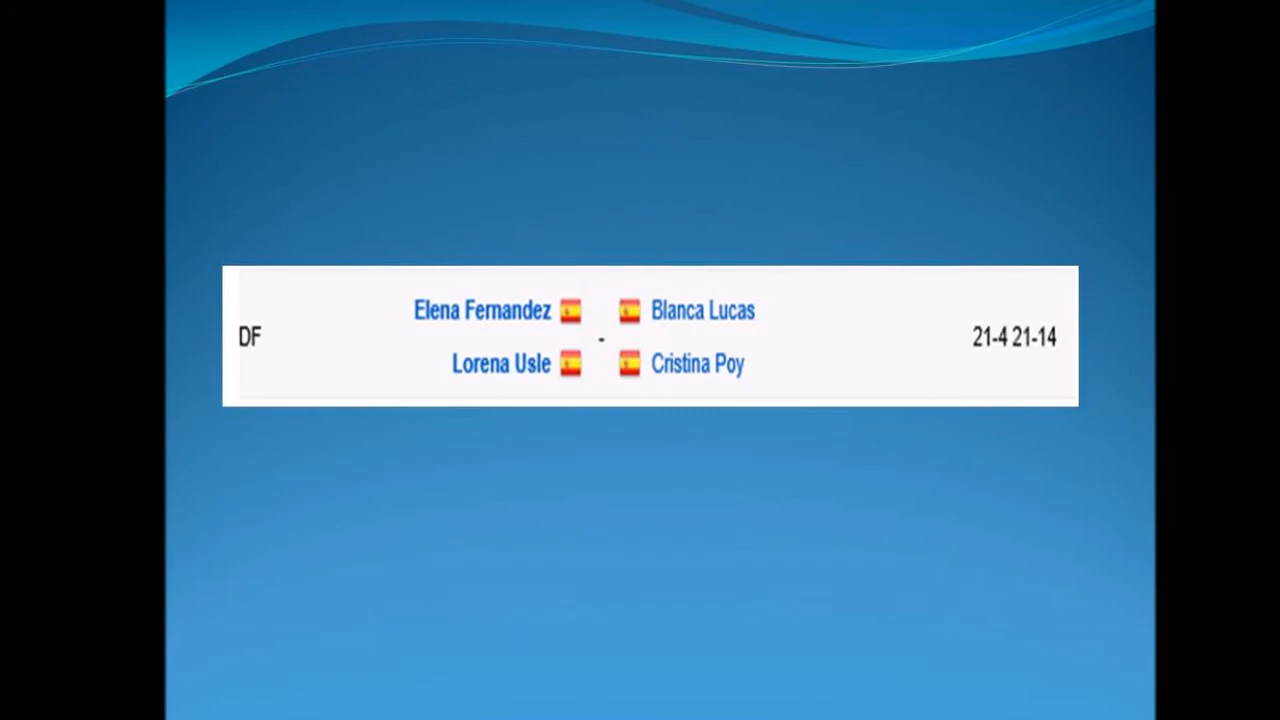 Elena Fernandez Blanca Lucas
DF - 21-4 21-14
Lorena Usle Cristina Poy